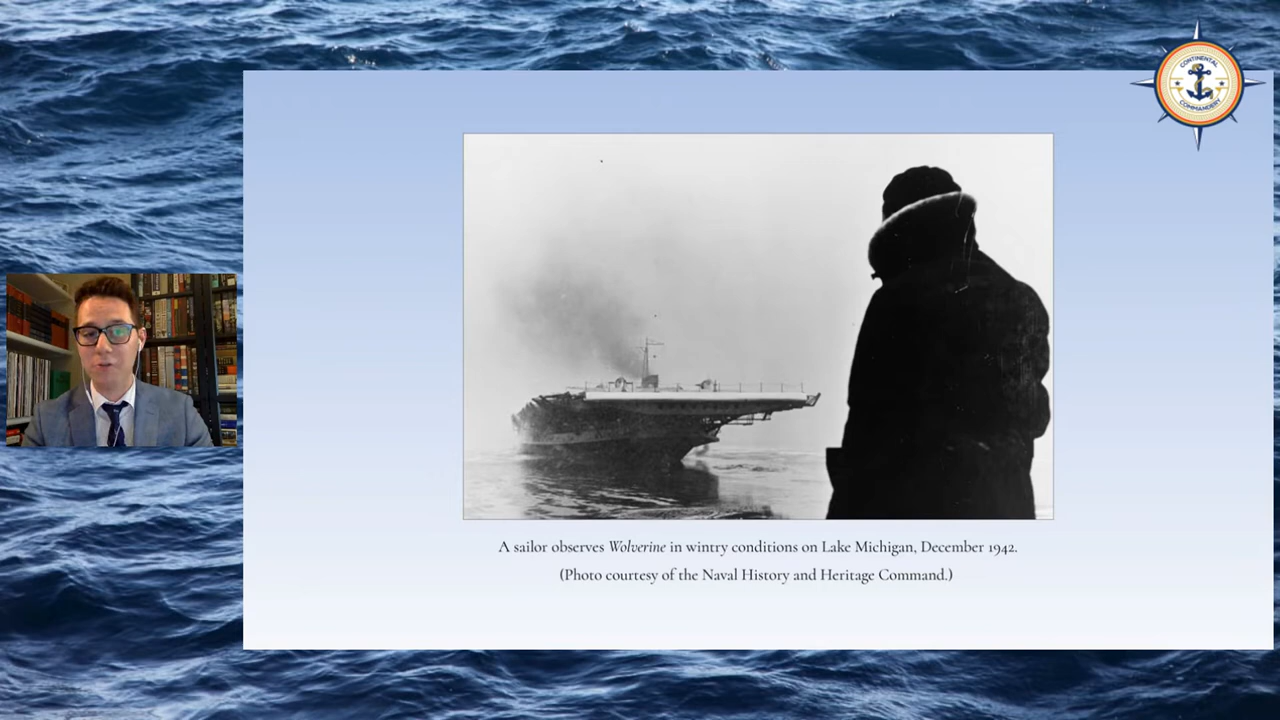 CONTINENTAL
COMMANDERY
A sailor observes Wolverine in wintry conditions on Lake Michigan, December 1942.
(Photo courtesy of the Naval History and Heritage Command.)